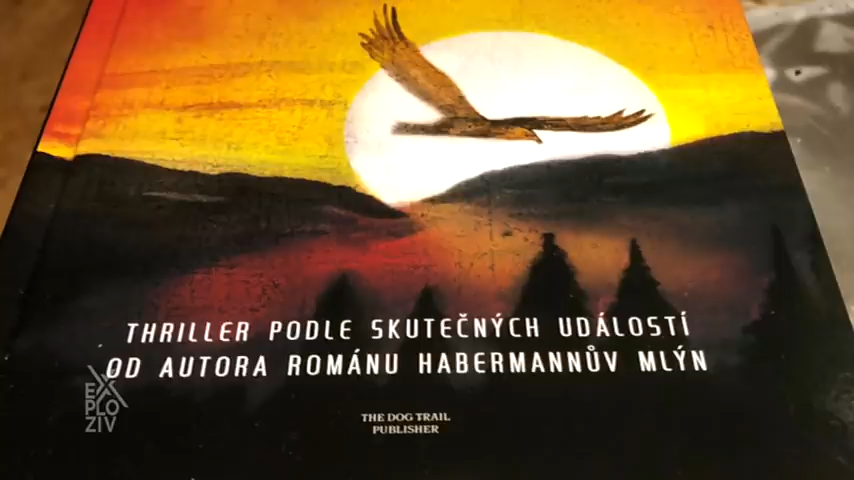 THRILLER PODLE SKUTEČNÝCH UDÁLOSTÍ
OD AUTORA ROMÁNU HABERMANNŮV MLÝN
THE DOG TRAIL
PUBLISHER
EX
PLO
ZIV